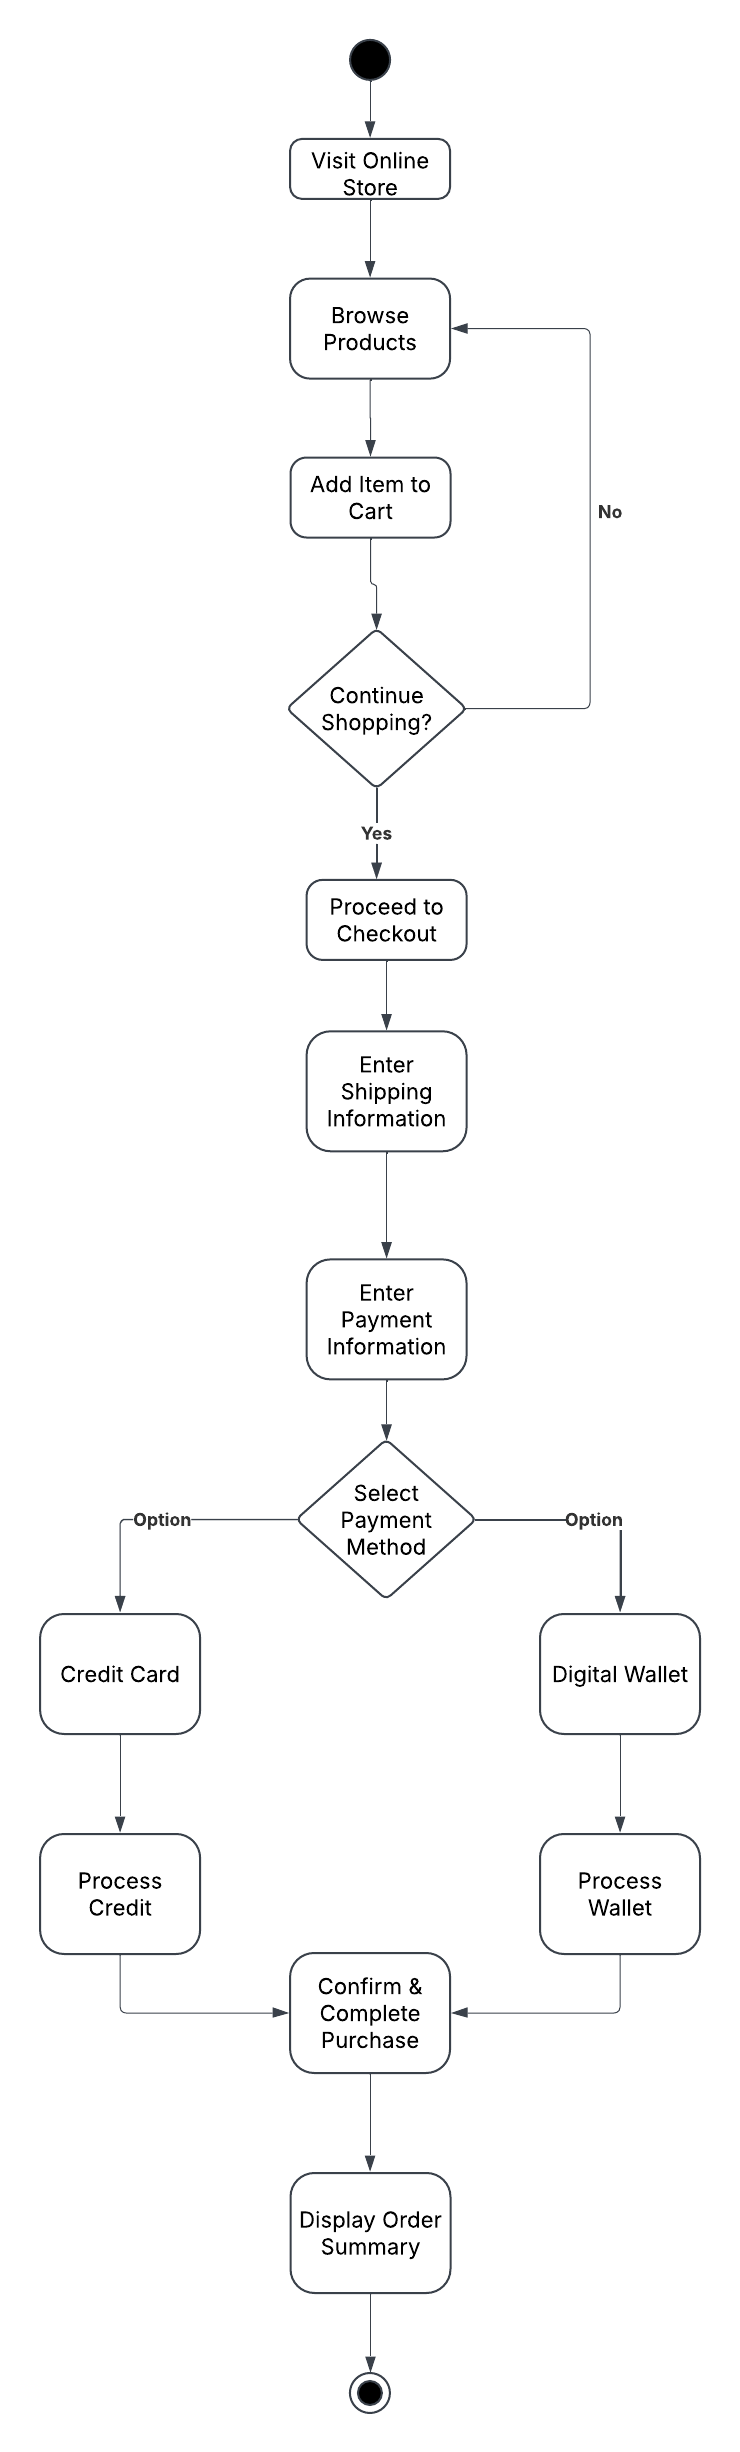 Visit Online
Store
Browse
Products
Add Item to
Cart
No
Continue
Shopping?
Yes
Proceed to
Checkout
Enter
Shipping
Information
Enter
Payment
Information
Select
Payment
Method
Option
Option
Credit Card
Digital Wallet
Process
Credit
Process
Wallet
Confirm &
Complete
Purchase
Display Order
Summary